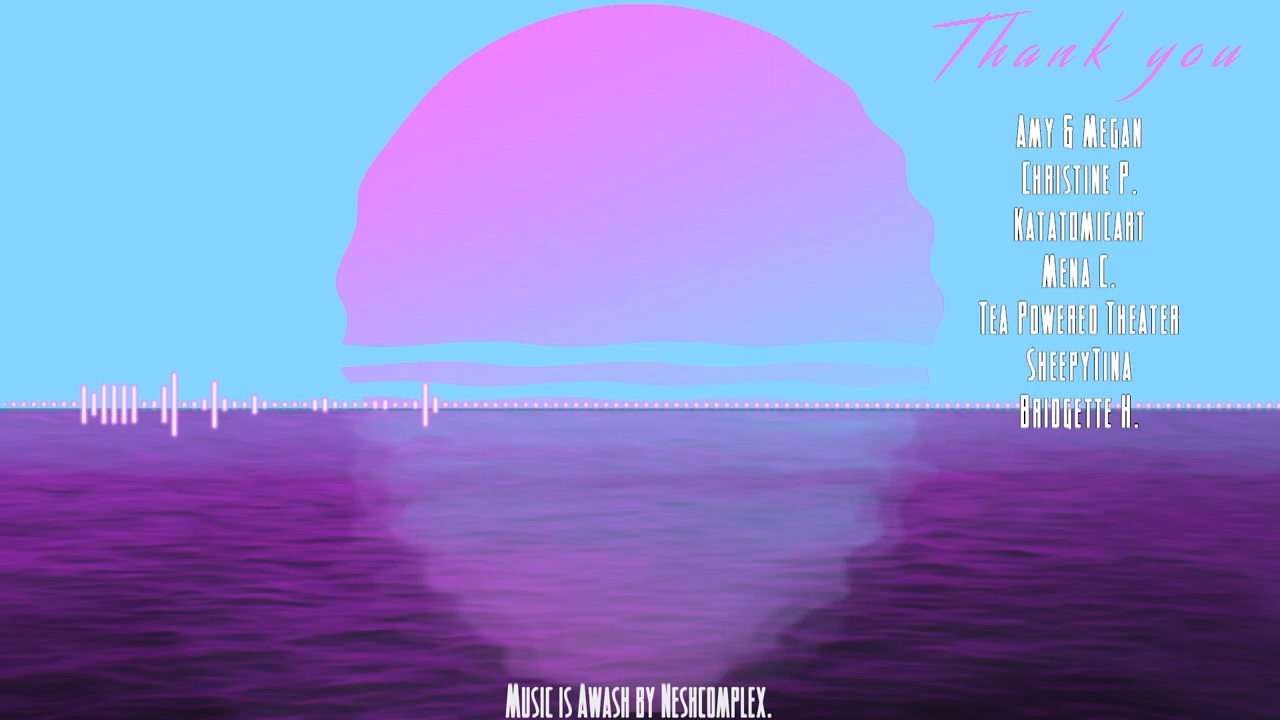 Thank you
Amy & Megan
Christine P.
Katatomicart
Mena C.
Tea Powered Theater
SheepyTina
Bridgette H.
Music is Awash by Neshcomplex.